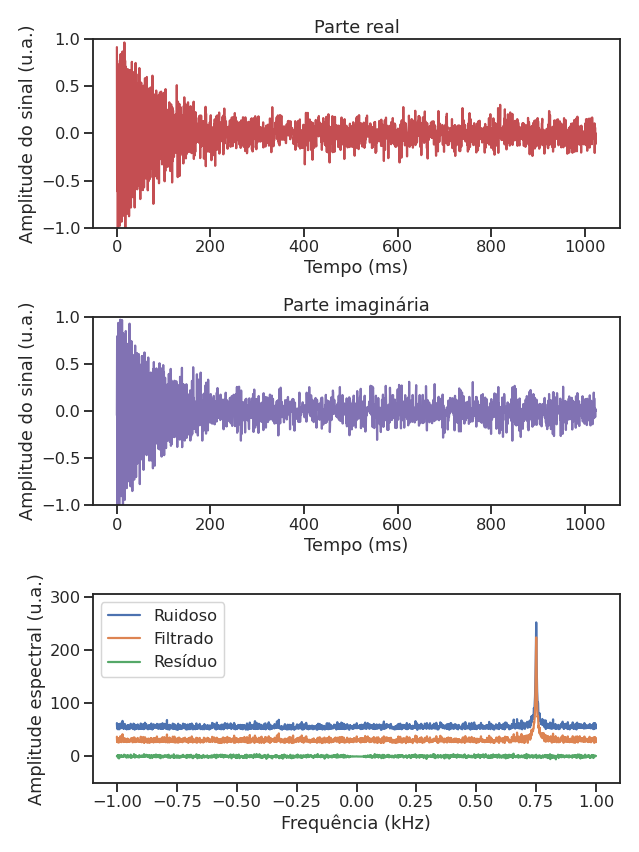 Parte real
Amplitude do sinal (u.a.)
1.0
0.5
0.0
−0.5
−1.0
0 200 400 600 800 1000
Tempo (ms)
Parte imaginária
Amplitude do sinal (u.a.)
1.0
0.5
0.0
−0.5
−1.0
0 200 400 600 800 1000
Tempo (ms)
Amplitude espectral (u.a.)
300
200
100
0
Ruidoso
Filtrado
Resíduo
−1.00 −0.75 −0.50 −0.25 0.00 0.25 0.50 0.75 1.00
Frequência (kHz)